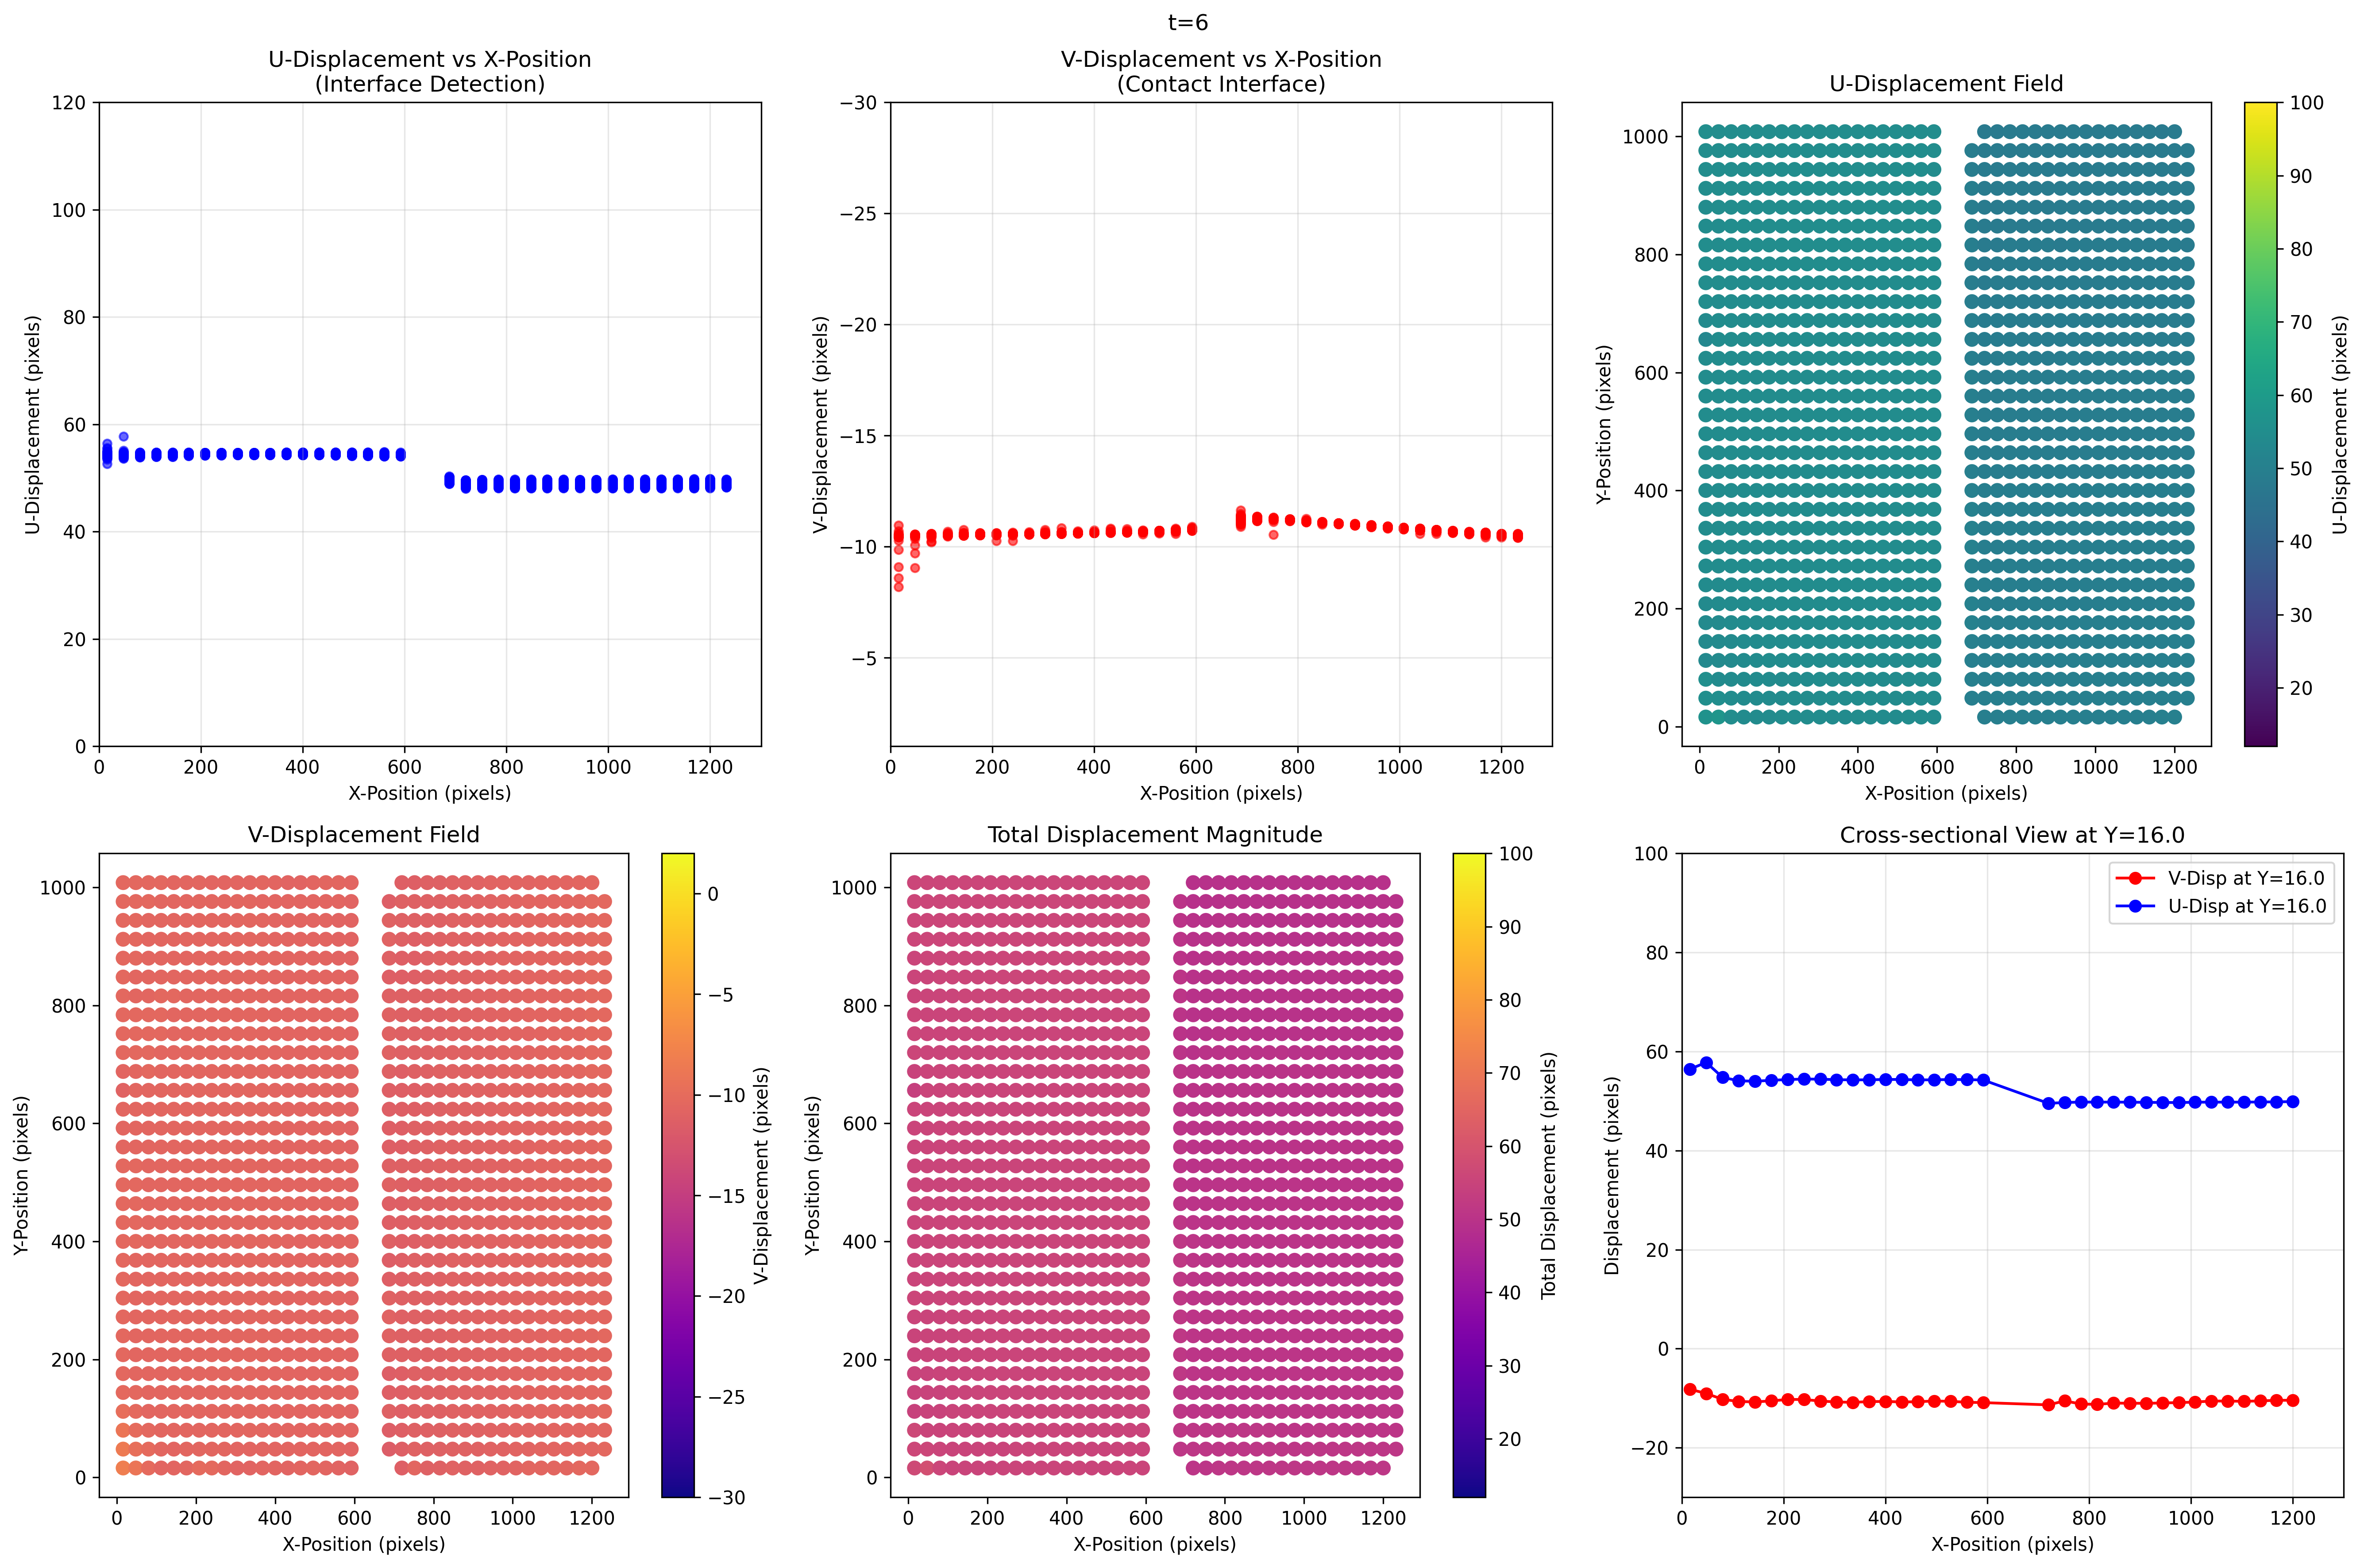 t=6
U-Displacement vs X-Position
(Interface Detection)
120
100
80
60
40
20
0
U-Displacement (pixels)
0 200 400 600 800 1000 1200
X-Position (pixels)
V-Displacement vs X-Position
(Contact Interface)
−30
−25
−20
−15
−10
−5
V-Displacement (pixels)
0 200 400 600 800 1000 1200
X-Position (pixels)
U-Displacement Field
1000
800
600
400
200
0
Y-Position (pixels)
0 200 400 600 800 1000 1200
X-Position (pixels)
100
90
80
70
60
50
40
30
20
U-Displacement (pixels)
V-Displacement Field
1000
800
600
400
200
0
Y-Position (pixels)
0 200 400 600 800 1000 1200
X-Position (pixels)
0
−5
−10
−15
−20
−25
−30
V-Displacement (pixels)
Total Displacement Magnitude
1000
800
600
400
200
0
Y-Position (pixels)
0 200 400 600 800 1000 1200
X-Position (pixels)
100
90
80
70
60
50
40
30
20
Total Displacement (pixels)
Cross-sectional View at Y=16.0
V-Disp at Y=16.0
U-Disp at Y=16.0
100
80
60
40
20
0
−20
Displacement (pixels)
0 200 400 600 800 1000 1200
X-Position (pixels)